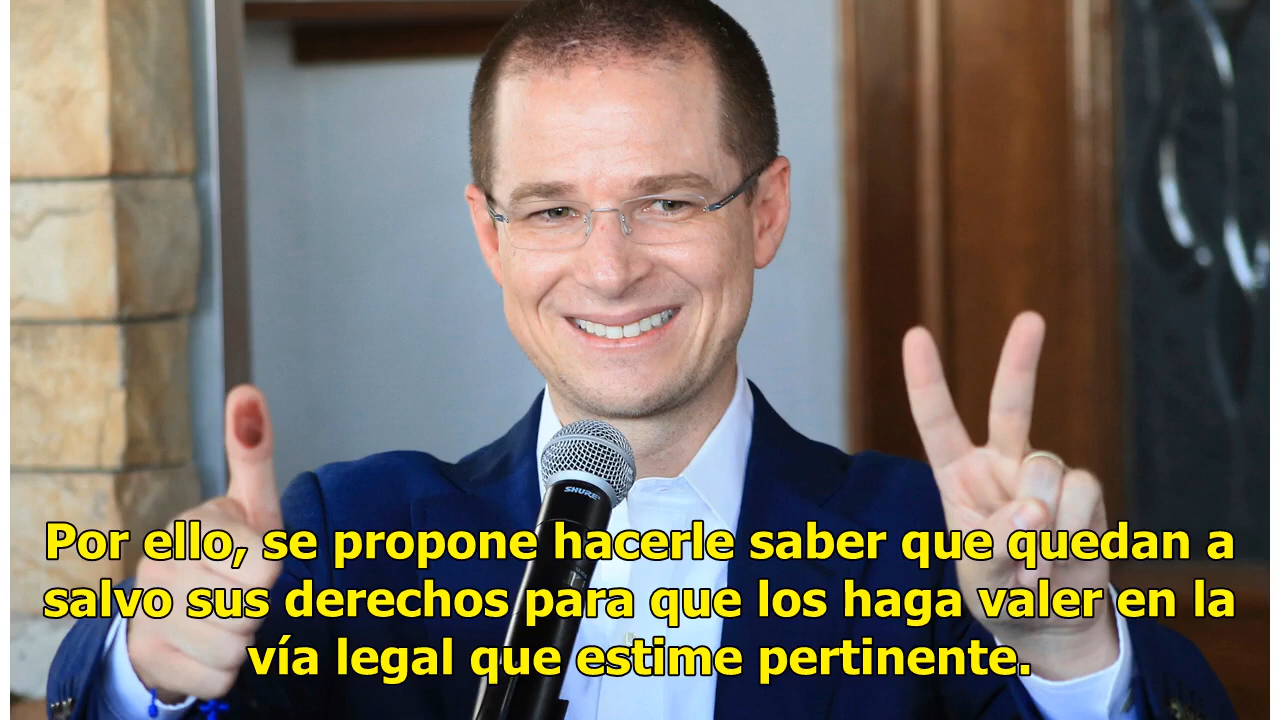 SHURE
Por ello, se propone hacerle saber que quedan a
salvo sus derechos para que los haga valer en la
vía legal que estime pertinente.